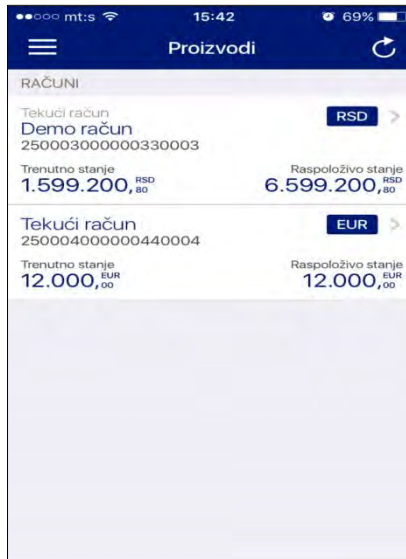 mt:s 15:42 69%
Proizvodi
RAČUNI
Tekući račun RSD
Demo račun
250003000000330003
Trenutno stanje Raspoloživo stanje
1.599.200,80 RSD 6.599.200,80 RSD
Tekući račun EUR
250004000000440004
Trenutno stanje Raspoloživo stanje
12.000,00 EUR 12.000,00 EUR